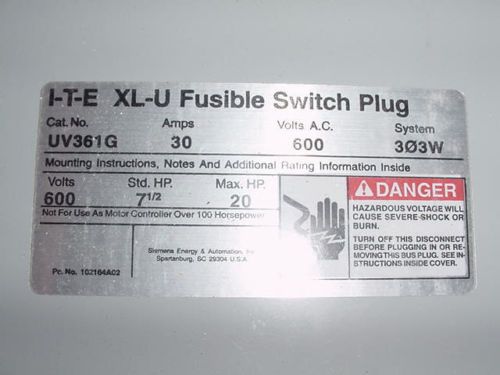 I-T-E XL-U Fusible Switch Plug
Cat. No. Amps Volts A.C. System
UV361G 30 600 3Ø3W
Mounting Instructions, Notes And Additional Rating Information Inside
Volts Std. HP. Max. HP.
600 7 1/2 20
Not For Use As Motor Controller Over 100 Horsepower
Siemens Energy & Automation,
Spartanburg, SC 29304 U.S.A
Pc. No. 102164A02
DANGER
HAZARDOUS VOLTAGE WILL
CAUSE SEVERE SHOCK OR
BURN.
TURN OFF THIS DISCONNECT
BEFORE PLUGGING IN OR RE-
MOVING THIS BUS PLUG. SEE IN-
STRUCTIONS INSIDE COVER.